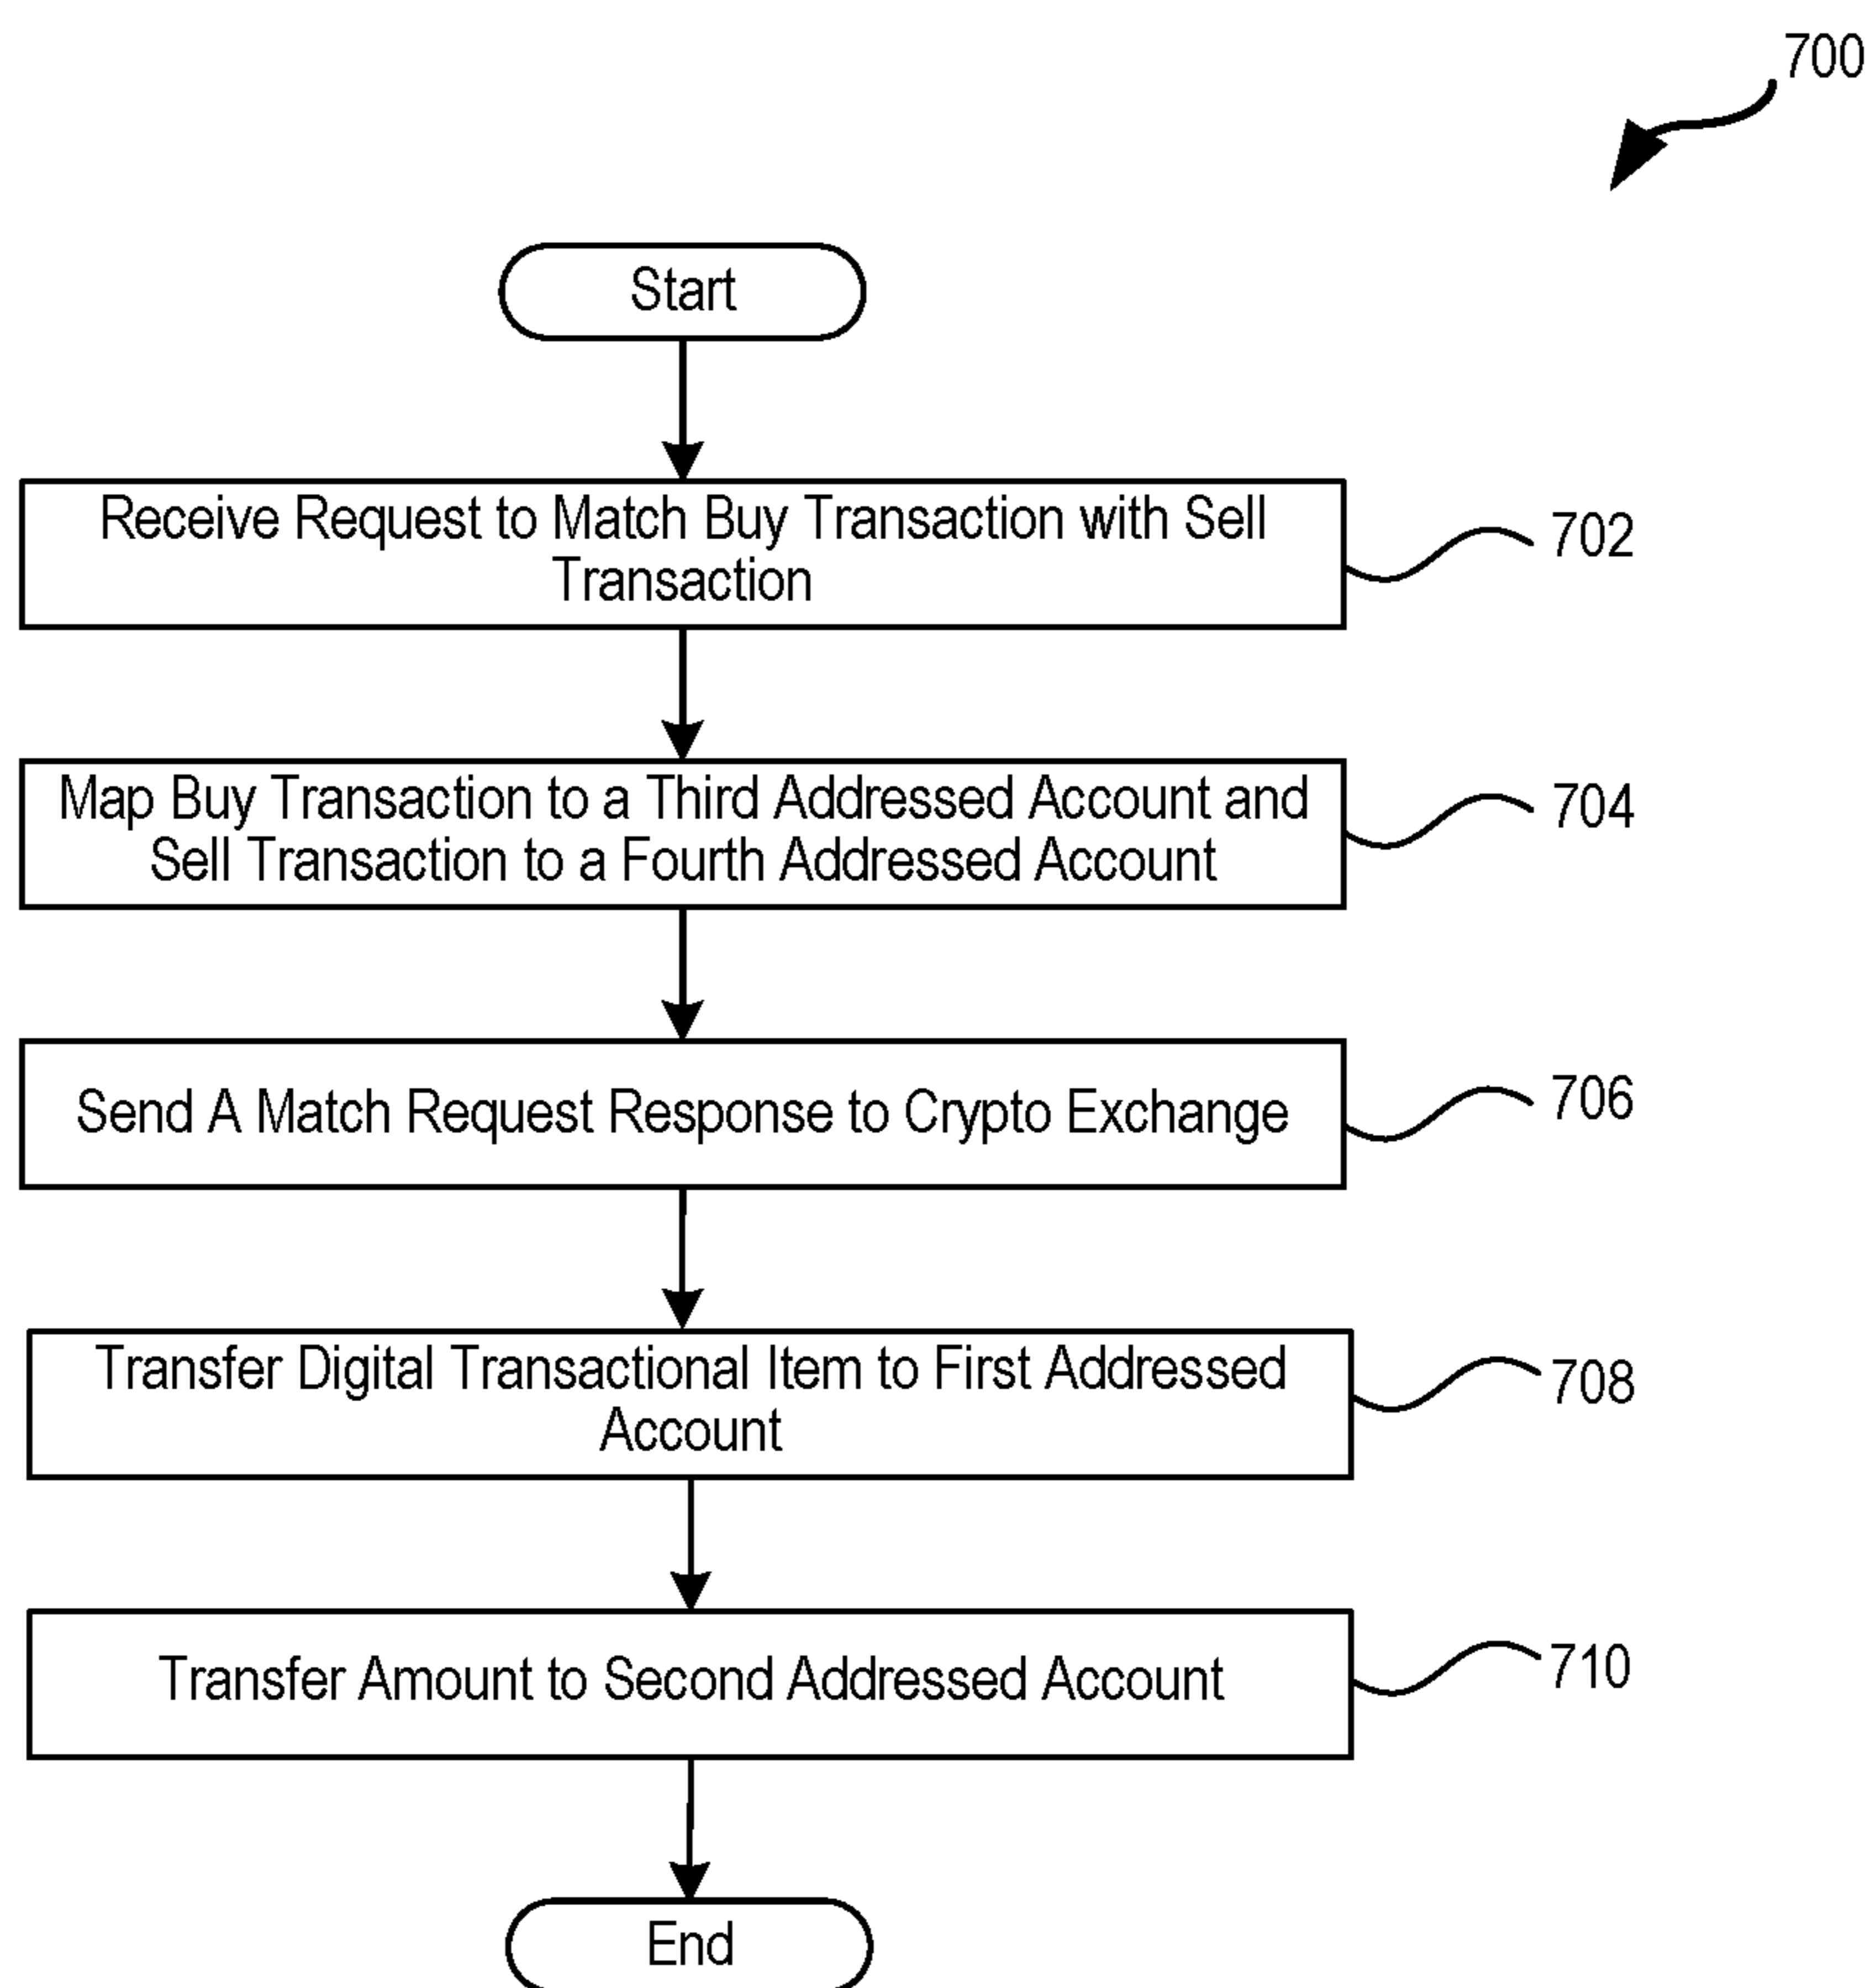 700
Start
Receive Request to Match Buy Transaction with Sell
Transaction
702
Map Buy Transaction to a Third Addressed Account and
Sell Transaction to a Fourth Addressed Account
704
Send A Match Request Response to Crypto Exchange
706
Transfer Digital Transactional Item to First Addressed
Account
708
Transfer Amount to Second Addressed Account
710
End